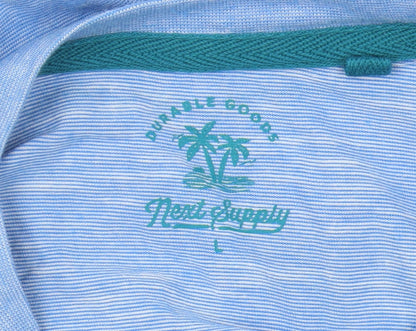 DURABLE GOODS
Next Supply
L